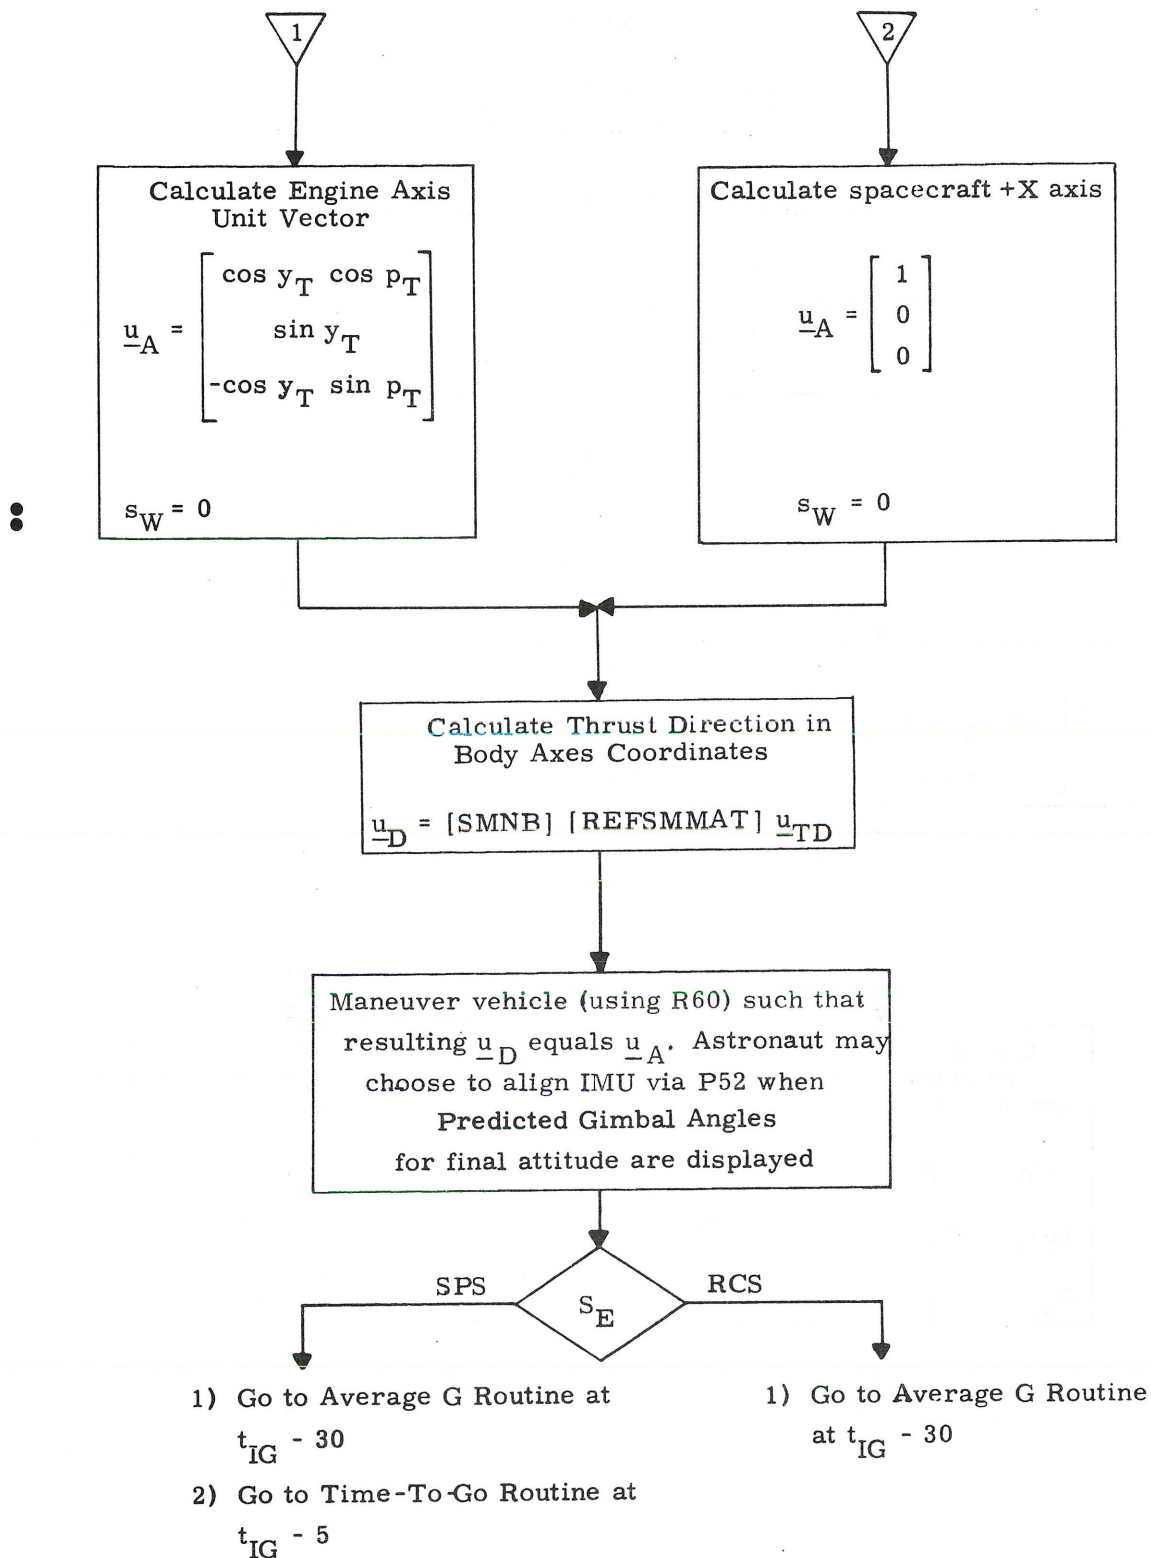 1
2
Calculate Engine Axis
Unit Vector
u_A =
cos y_T cos p_T
sin y_T
-cos y_T sin p_T
s_W = 0
Calculate spacecraft +X axis
u_A =
1
0
0
s_W = 0
Calculate Thrust Direction in
Body Axes Coordinates
u_D = [SMNB] [REFSMMAT] u_TD
Maneuver vehicle (using R60) such that
resulting u_D equals u_A. Astronaut may
choose to align IMU via P52 when
Predicted Gimbal Angles
for final attitude are displayed
SPS
S_E
RCS
1) Go to Average G Routine at
t_IG - 30
2) Go to Time-To-Go Routine at
t_IG - 5
1) Go to Average G Routine
at t_IG - 30